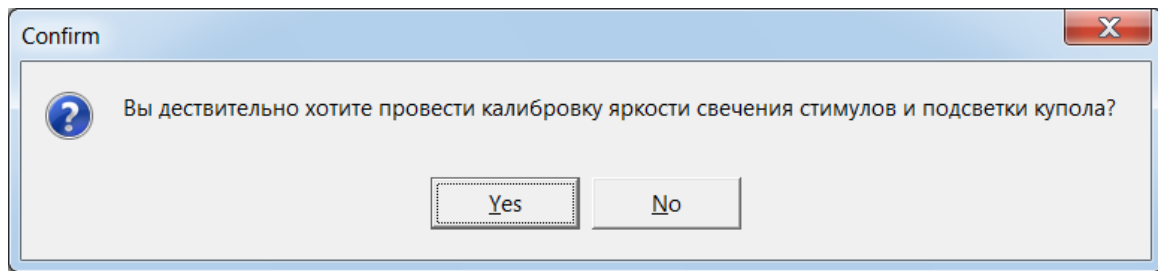 Confirm
Вы дествительно хотите провести калибровку яркости свечения стимулов и подсветки купола?
Yes
No